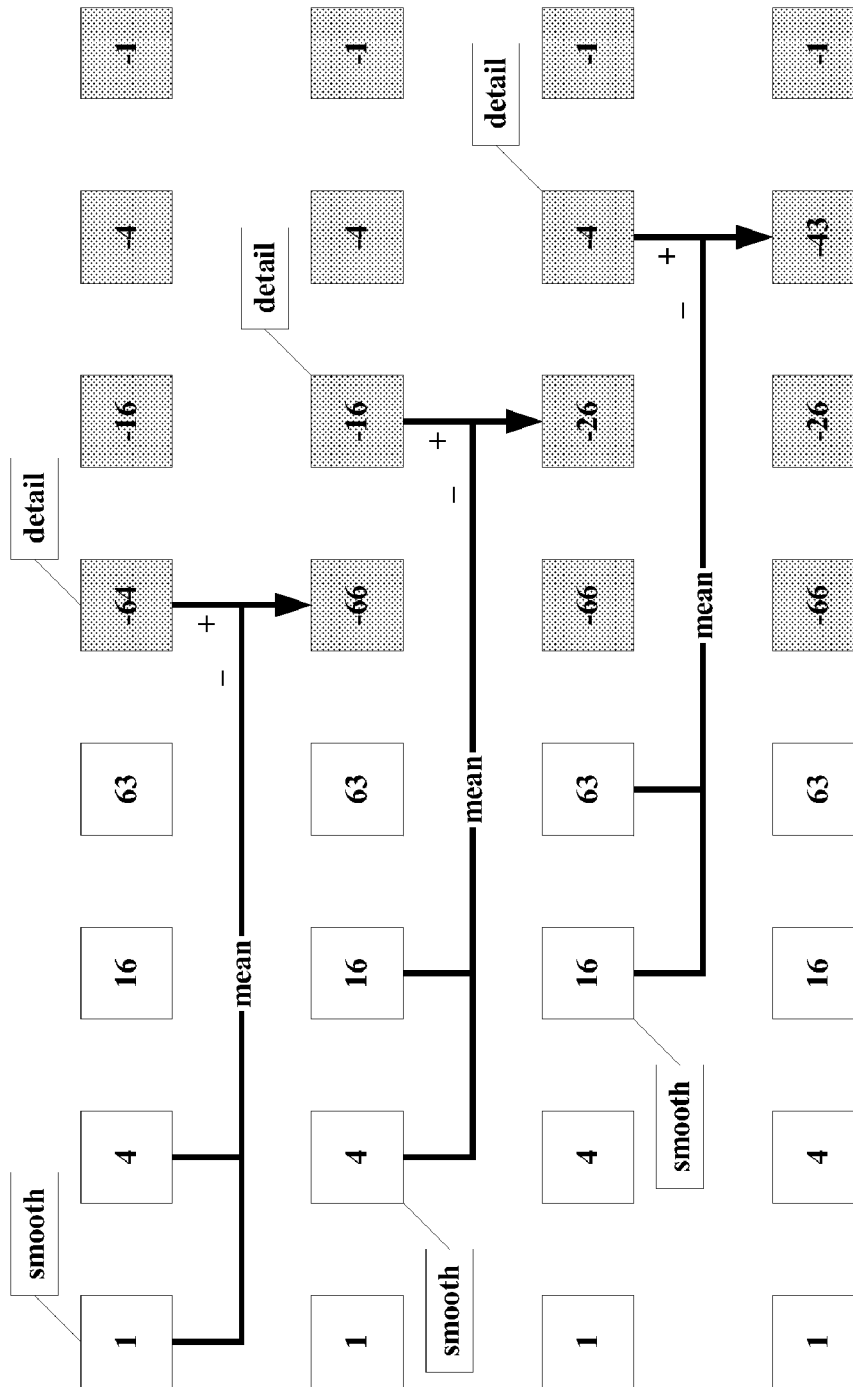 smooth detail
1 4 16 63 -64 -16 -4 -1
− +
mean
detail
1 4 16 63 -66 -16 -4 -1
smooth − +
mean
detail
1 4 16 63 -66 -26 -4 -1
smooth − +
mean
1 4 16 63 -66 -26 -43 -1